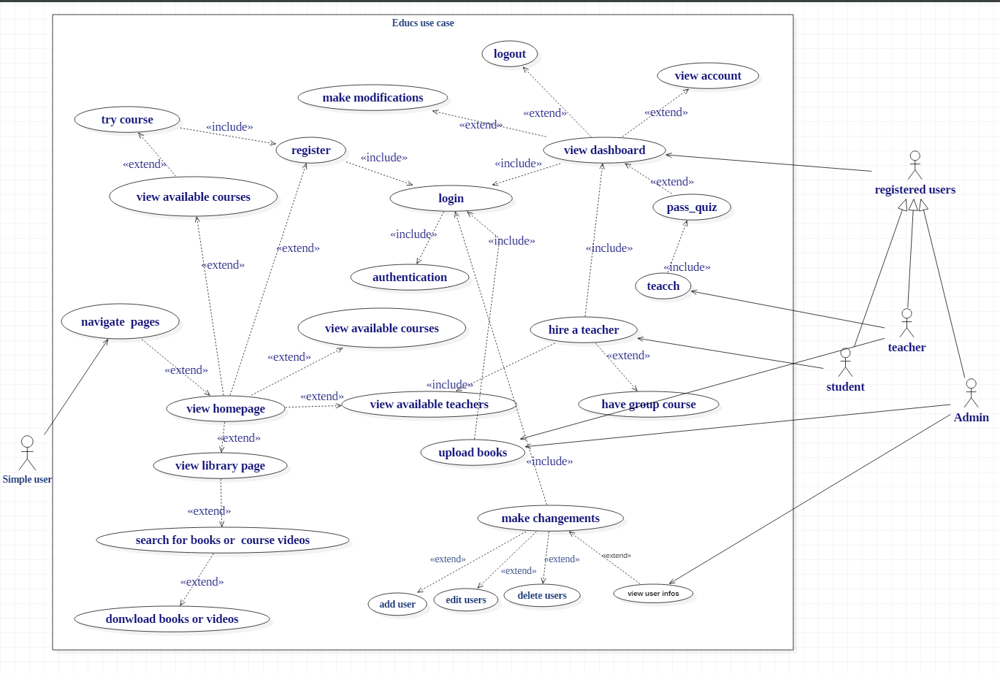 Educs use case
logout
view account
make modifications
«extend»
«extend»
try course
«extend»
«include»
register
view dashboard
«include»
«include»
«extend»
«extend»
registered users
view available courses
login
pass_quiz
«include»
«include»
«include»
«extend»
«extend»
«include»
authentication
teacch
navigate pages
view available courses
hire a teacher
teacher
«extend»
«extend»
«extend»
student
«include»
«extend»
view homepage
view available teachers
have group course
Admin
«extend»
upload books
«include»
view library page
Simple user
«extend»
make changements
search for books or course videos
«extend»
«extend»
«extend»
«extend»
«extend»
view user infos
delete users
edit users
add user
donwload books or videos